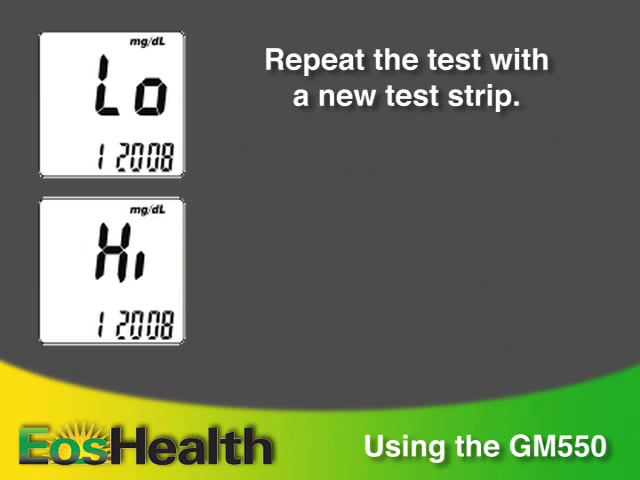 mg/dL
Lo
1 2008
mg/dL
Hi
1 2008
Repeat the test with
a new test strip.
EosHealth
Using the GM550